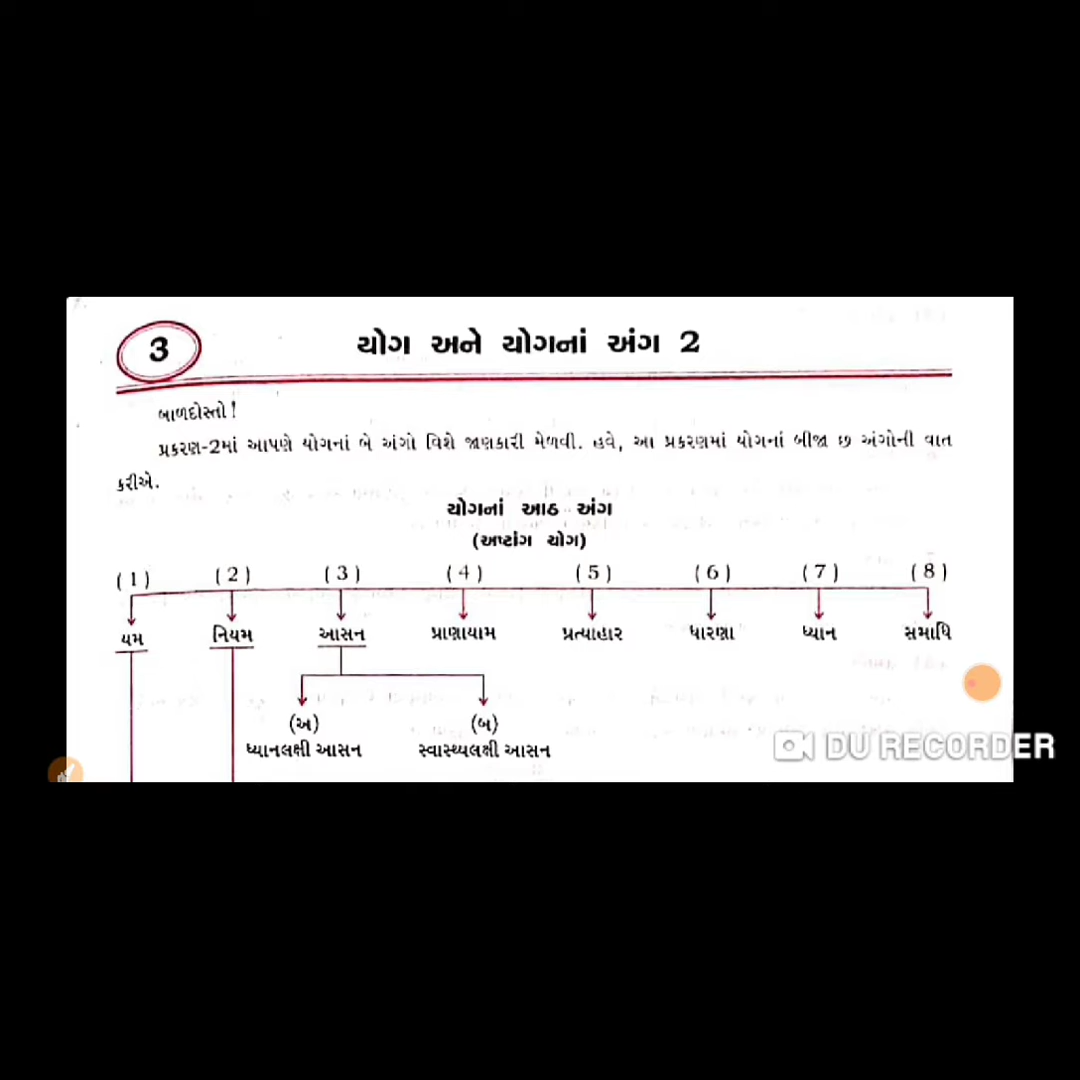 3
યોગ અને યોગનાં અંગ 2
બાળદોસ્તો !
પ્રકરણ-2માં આપણે યોગનાં બે અંગો વિશે જાણકારી મેળવી. હવે, આ પ્રકરણમાં યોગનાં બીજા છ અંગોની વાત
કરીએ.
યોગનાં આઠ અંગ
(અષ્ટાંગ યોગ)
(1) (2) (3) (4) (5) (6) (7) (8)
યમ નિયમ આસન પ્રાણાયામ પ્રત્યાહાર ધારણા ધ્યાન સમાધિ
(અ) (બ)
ધ્યાનલક્ષી આસન સ્વાસ્થ્યલક્ષી આસન
DU RECORDER